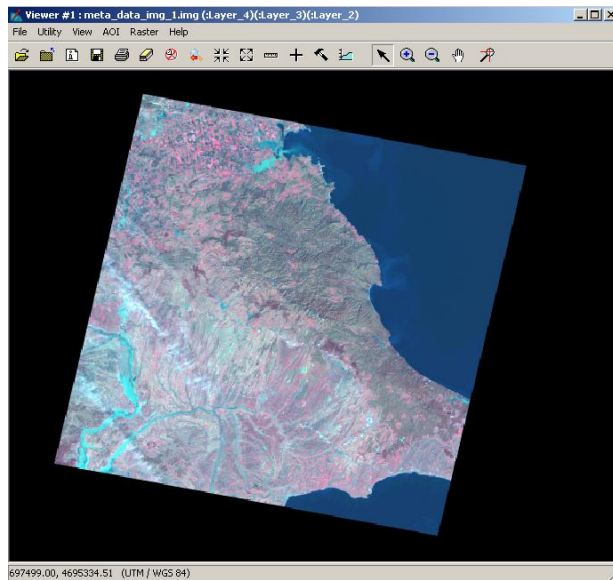 Viewer #1 : meta_data_img_1.img (:Layer_4)(:Layer_3)(:Layer_2)
File Utility View AOI Raster Help
697499.00, 4695334.51 (UTM / WGS 84)